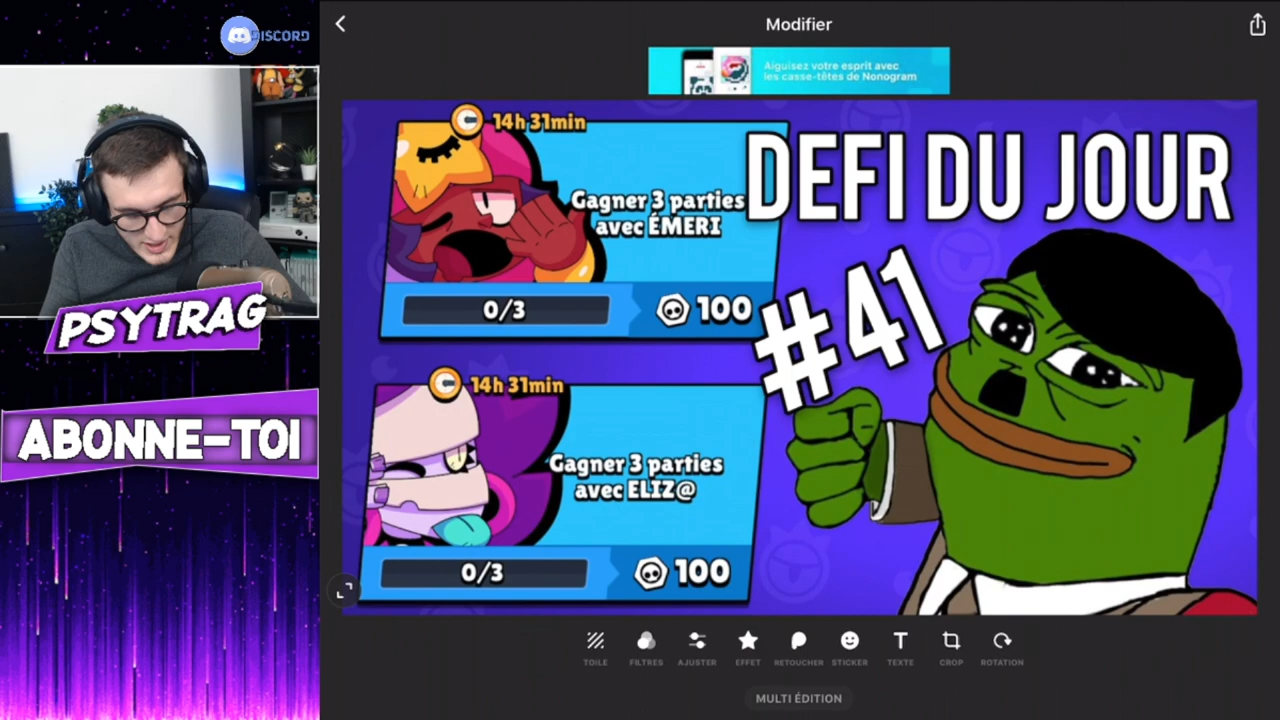 DISCORD
PSYTRAG
ABONNE-TOI
Modifier
Aiguisez votre esprit avec
les casse-têtes de Nonogram
14h 31min
Gagner 3 parties
avec ÉMERI
0/3
100
DEFI DU JOUR
#41
14h 31min
Gagner 3 parties
avec ELIZ@
0/3
100
TOILE
FILTRES
AJUSTER
EFFET
RETOUCHER
STICKER
TEXTE
CROP
ROTATION
MULTI ÉDITION